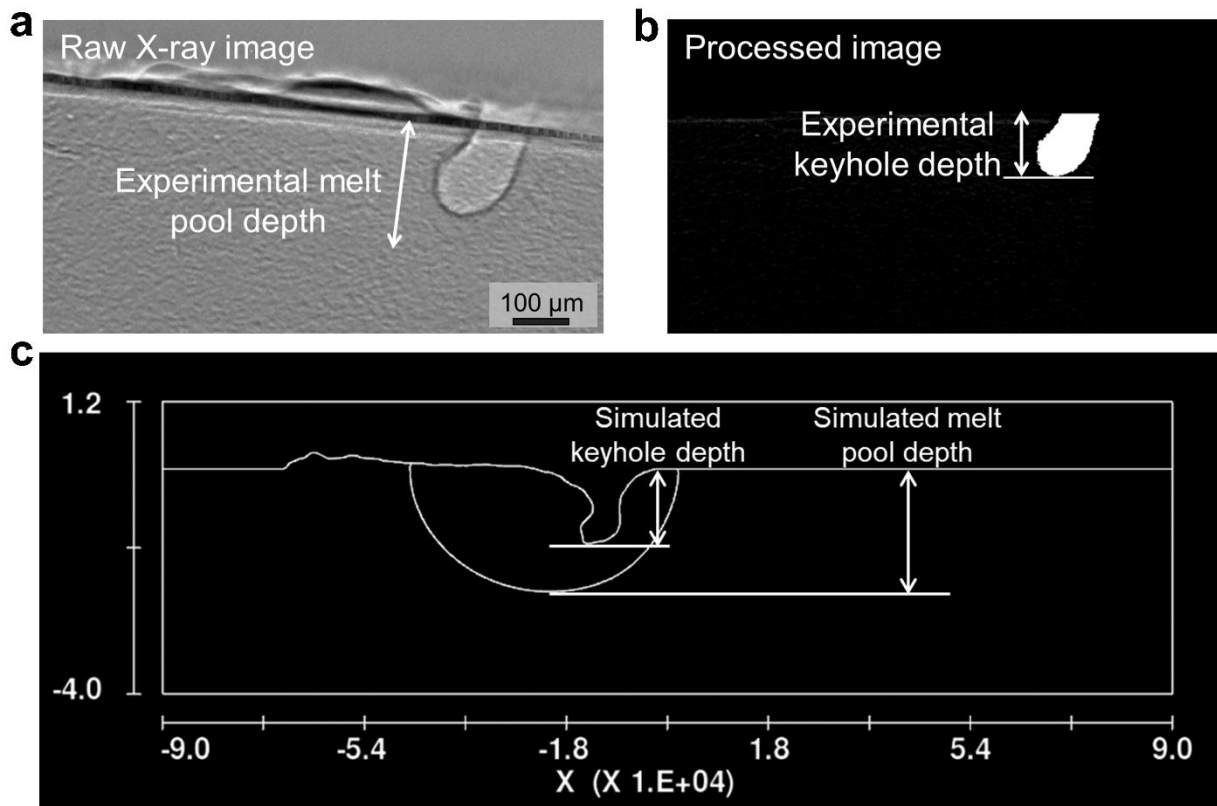 a
Raw X-ray image
Experimental melt
pool depth
100 µm
b
Processed image
Experimental
keyhole depth
c
1.2
-4.0
Simulated
keyhole depth
Simulated melt
pool depth
-9.0 -5.4 -1.8 1.8 5.4 9.0
X (X 1.E+04)